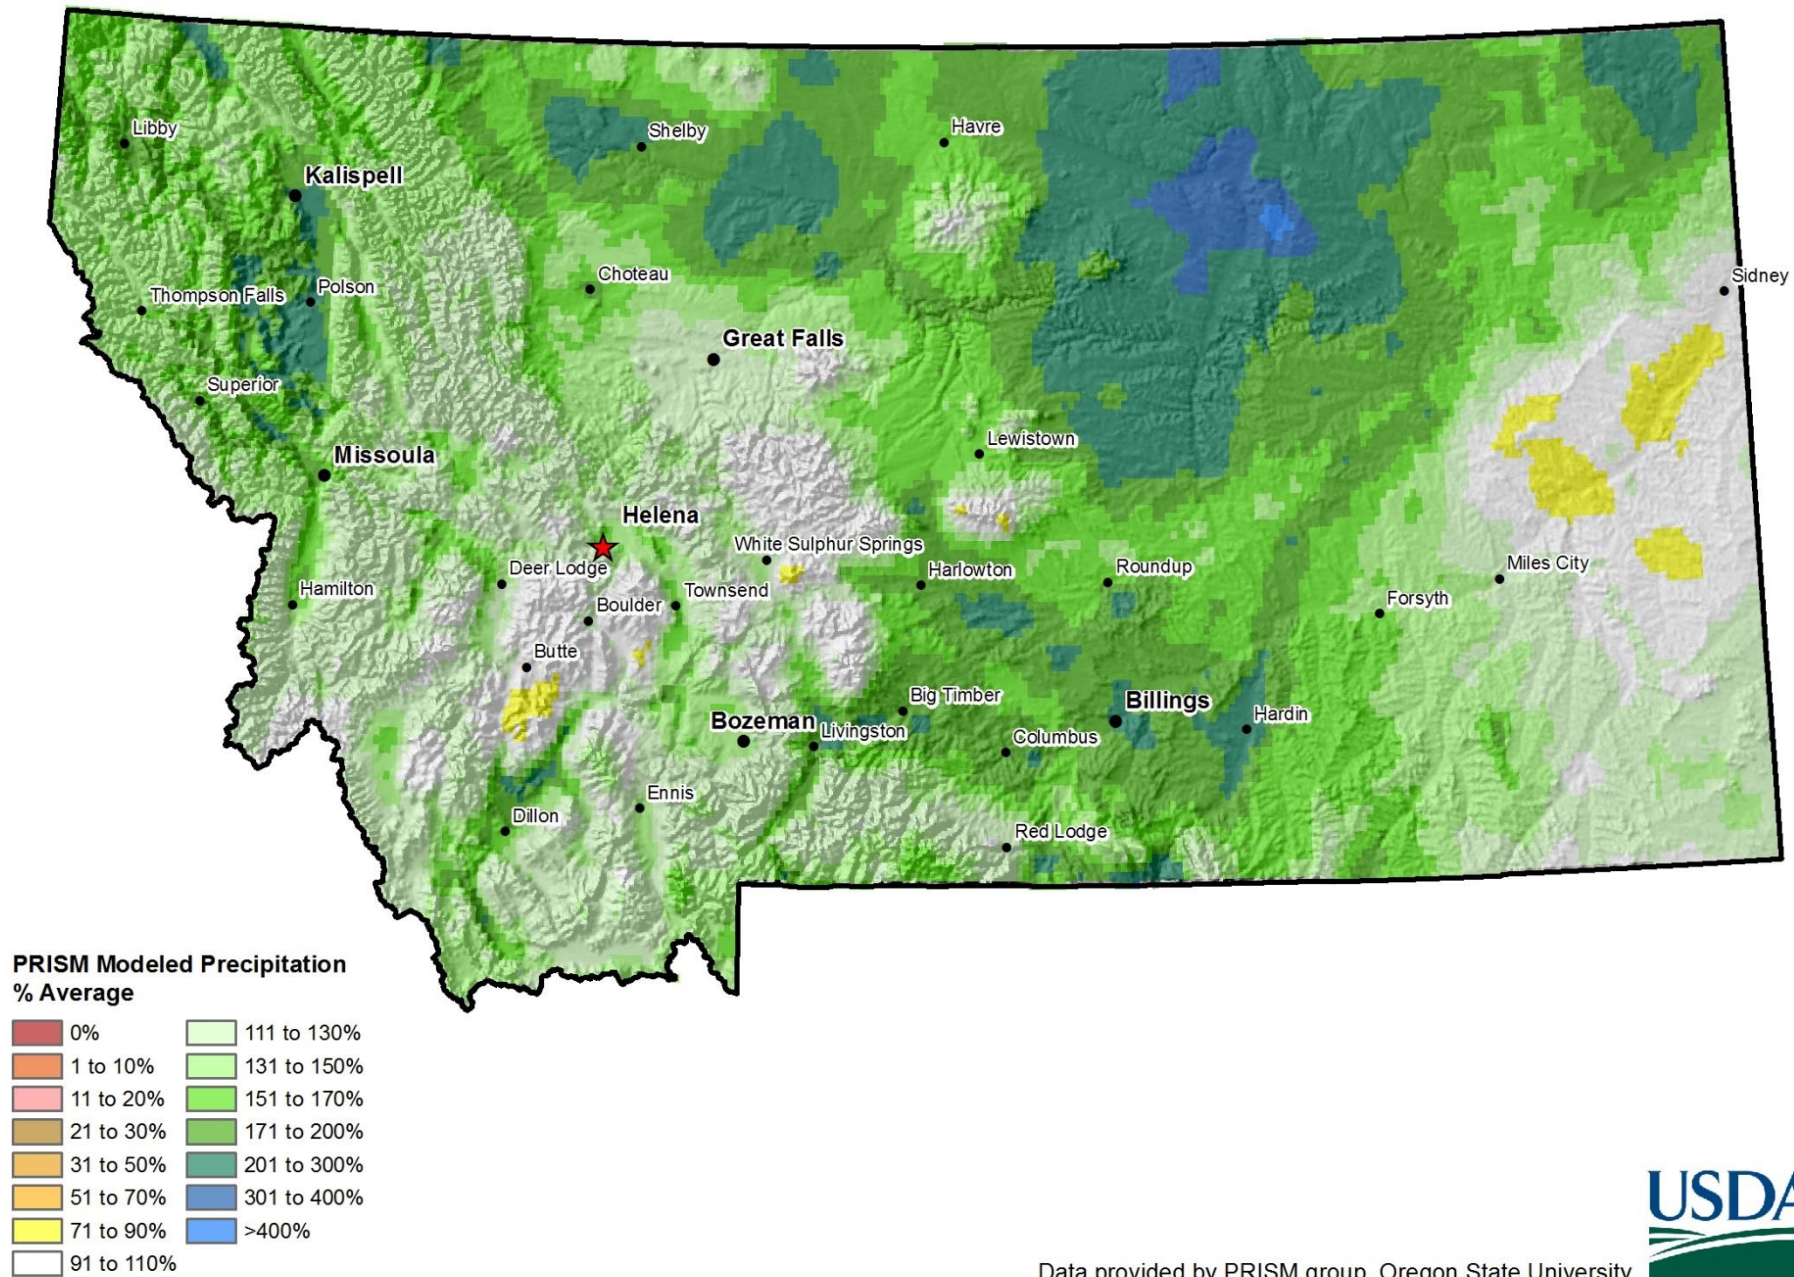 Libby
Kalispell
Shelby
Havre
Thompson Falls
Polson
Choteau
Sidney
Great Falls
Superior
Missoula
Lewistown
Helena
White Sulphur Springs
Deer Lodge
Harlowton
Roundup
Miles City
Hamilton
Boulder
Townsend
Forsyth
Butte
Big Timber
Billings
Bozeman
Livingston
Columbus
Hardin
Ennis
Dillon
Red Lodge
PRISM Modeled Precipitation
% Average
0%
1 to 10%
11 to 20%
21 to 30%
31 to 50%
51 to 70%
71 to 90%
91 to 110%
111 to 130%
131 to 150%
151 to 170%
171 to 200%
201 to 300%
301 to 400%
>400%
USDA
Data provided by PRISM group, Oregon State University